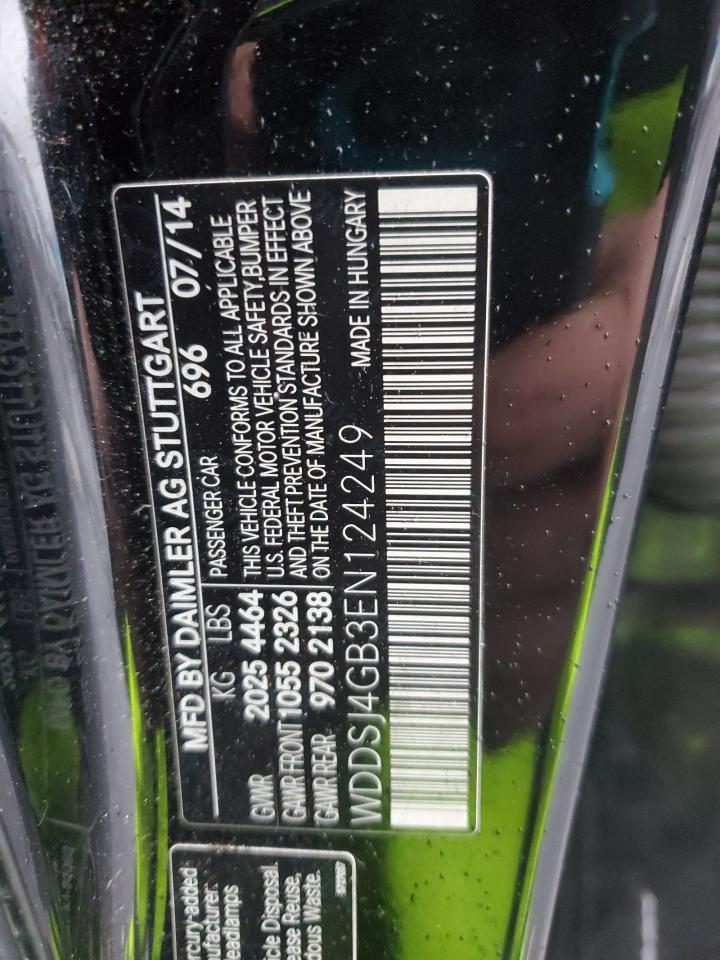 MFD BY DAIMLER AG STUTTGART
KG LBS 696 07/14
PASSENGER CAR
GWR 2025 4464 THIS VEHICLE CONFORMS TO ALL APPLICABLE
U.S. FEDERAL MOTOR VEHICLE SAFETY, BUMPER
GAWR FRONT 1055 2326 AND THEFT PREVENTION STANDARDS IN EFFECT
GAWR REAR 970 2138 ON THE DATE OF MANUFACTURE SHOWN ABOVE
WDDSJ4GB3EN124249 MADE IN HUNGARY
rcury-added
ufacturer.
eadlamps
icle Disposal.
ease Reuse,
dous Waste.